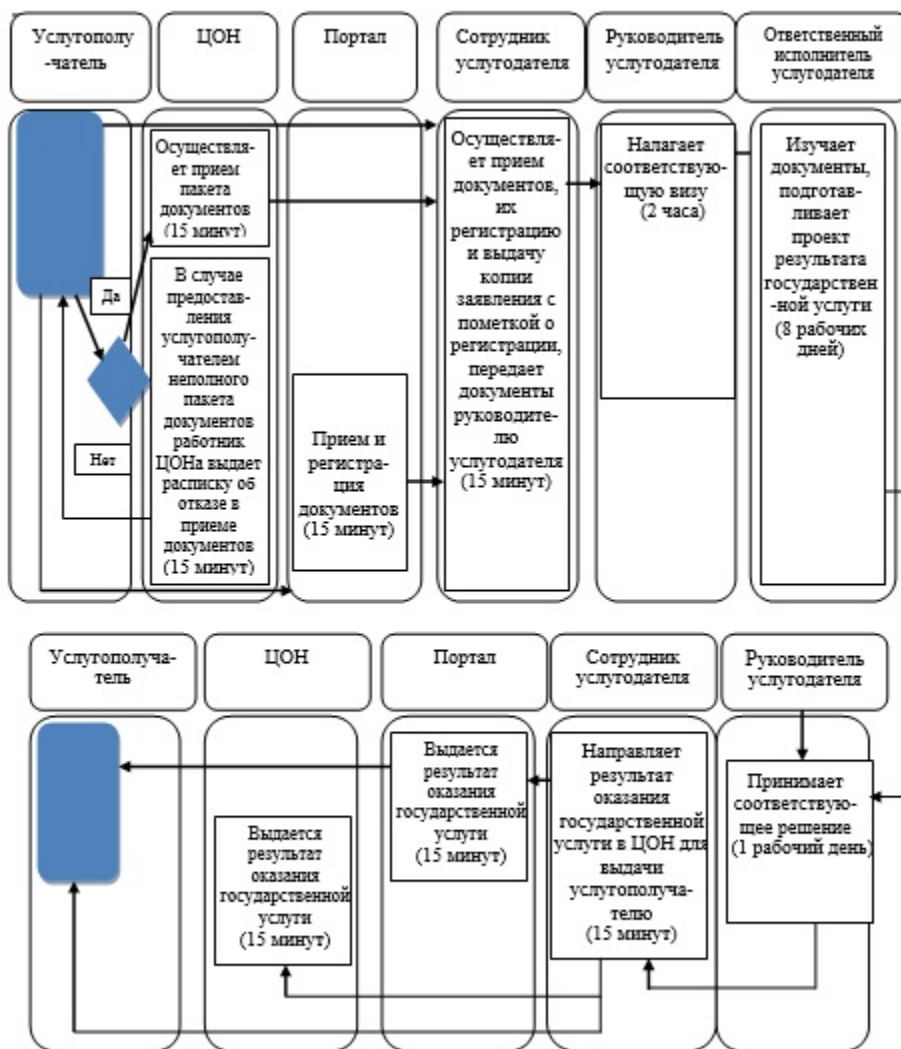 Услугополу
-чатель
ЦОН
Портал
Сотрудник
услугодателя
Руководитель
услугодателя
Ответственный
исполнитель
услугодателя
Осуществля-
ет прием
пакета
документов
(15 минут)
Да
Нет
В случае
предостав-
ления
услугополу-
чателем
неполного
пакета
документов
работник
ЦОНа выдает
расписку об
отказе в
приеме
документов
(15 минут)
Прием и
регистра-
ция
документов
(15 минут)
Осуществля-
ет прием
документов,
их
регистрацию
и выдачу
копии
заявления с
пометкой о
регистрации,
передает
документы
руководите-
лю
услугодателя
(15 минут)
Налагает
соответствую-
щую визу
(2 часа)
Изучает
документы,
подготав-
ливает
проект
результата
государствен
-ной услуги
(8 рабочих
дней)
Услугополуча-
тель
ЦОН
Портал
Сотрудник
услугодателя
Руководитель
услугодателя
Выдается
результат
оказания
государственной
услуги
(15 минут)
Выдается
результат
оказания
государственной
услуги
(15 минут)
Направляет
результат
оказания
государственной
услуги в ЦОН для
выдачи
услугополуча-
телю
(15 минут)
Принимает
соответствую-
щее решение
(1 рабочий день)